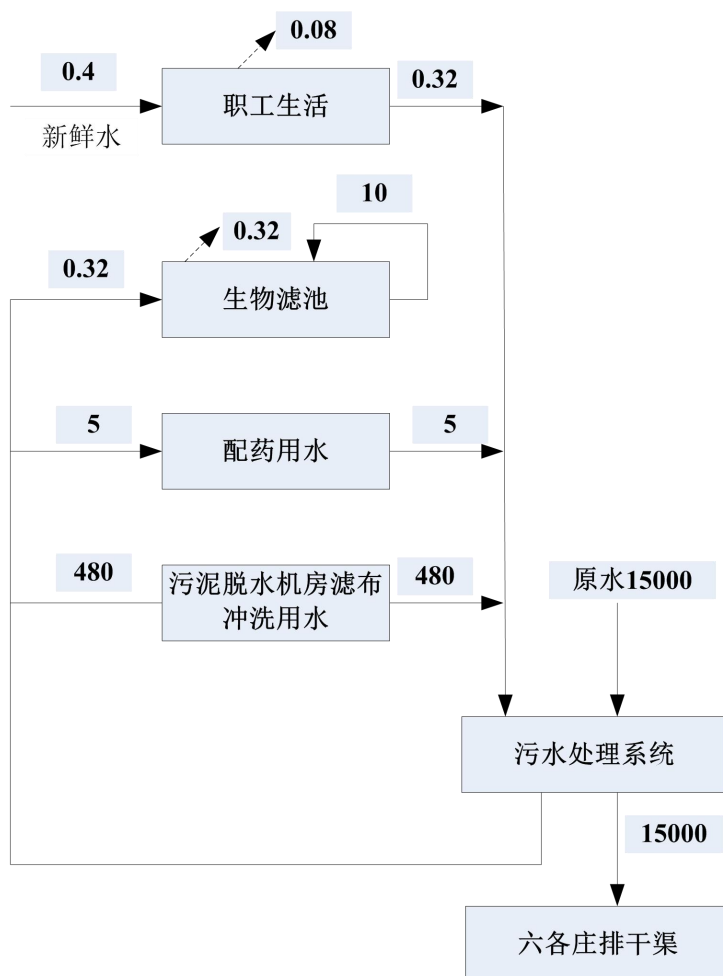 0.08
0.4
职工生活
0.32
新鲜水
10
0.32
0.32
生物滤池
5
配药用水
5
480
污泥脱水机房滤布
冲洗用水
480
原水15000
污水处理系统
15000
六各庄排干渠